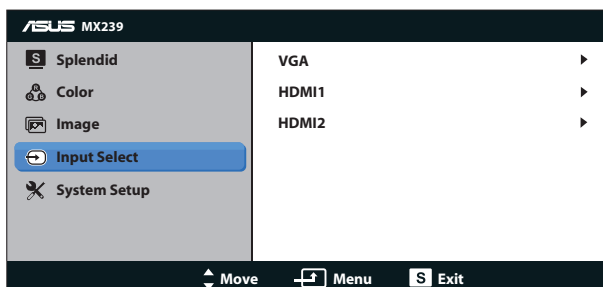 ASUS MX239
S Splendid
Color
Image
Input Select
System Setup
VGA
HDMI1
HDMI2
Move Menu S Exit